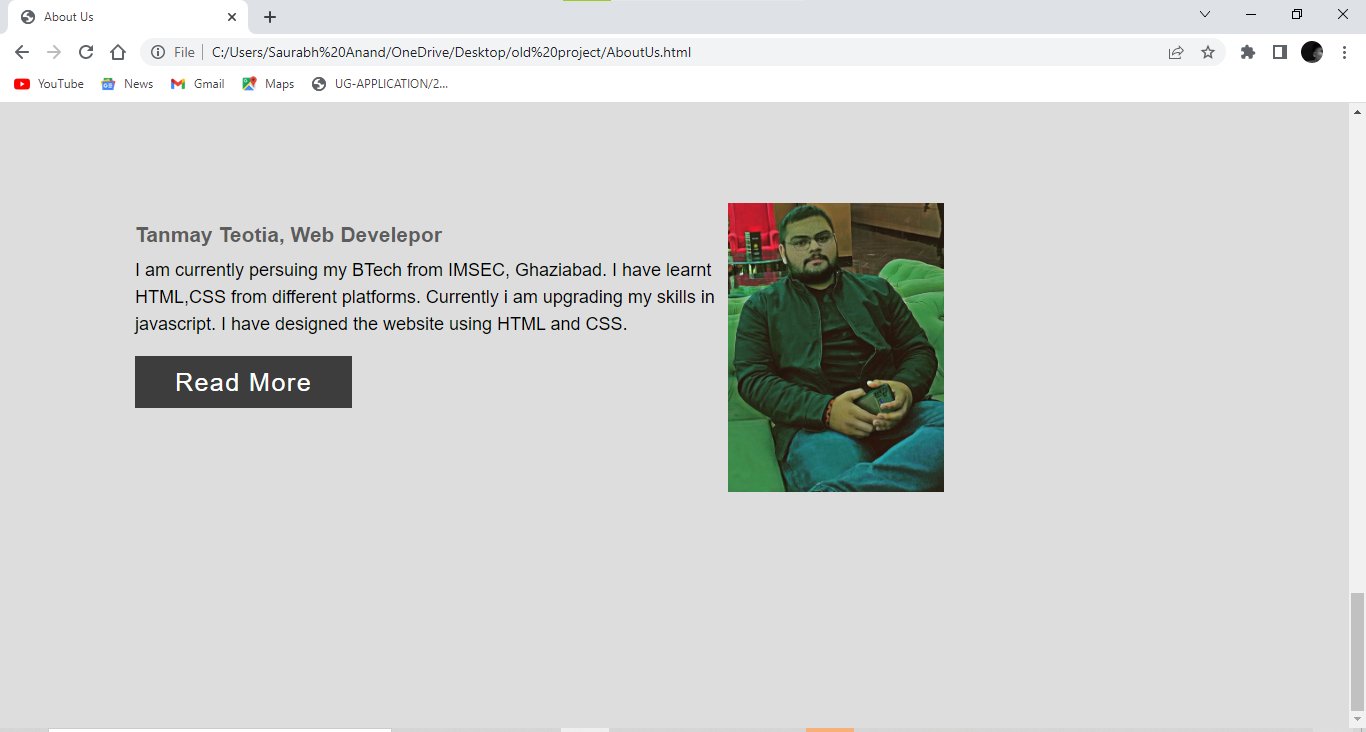 About Us
File
C:/Users/Saurabh%20Anand/OneDrive/Desktop/old%20project/AboutUs.html
YouTube
News
Gmail
Maps
UG-APPLICATION/2...
Tanmay Teotia, Web Develepor
I am currently persuing my BTech from IMSEC, Ghaziabad. I have learnt
HTML,CSS from different platforms. Currently i am upgrading my skills in
javascript. I have designed the website using HTML and CSS.
Read More